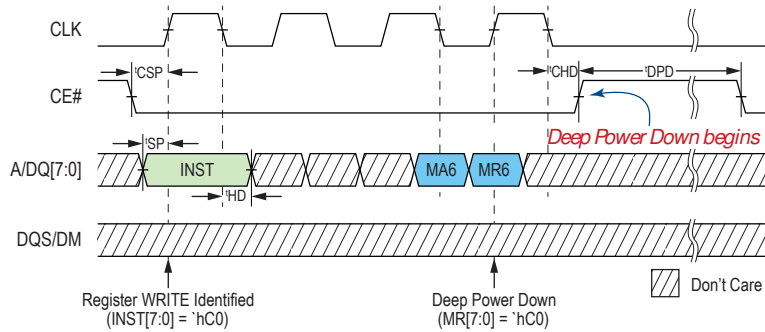 CLK
tCSP
tCHD
tDPD
CE#
Deep Power Down begins
tSP
A/DQ[7:0]
INST
MA6
MR6
tHD
DQS/DM
Don't Care
Register WRITE Identified
(INST[7:0] = `hC0)
Deep Power Down
(MR[7:0] = `hC0)